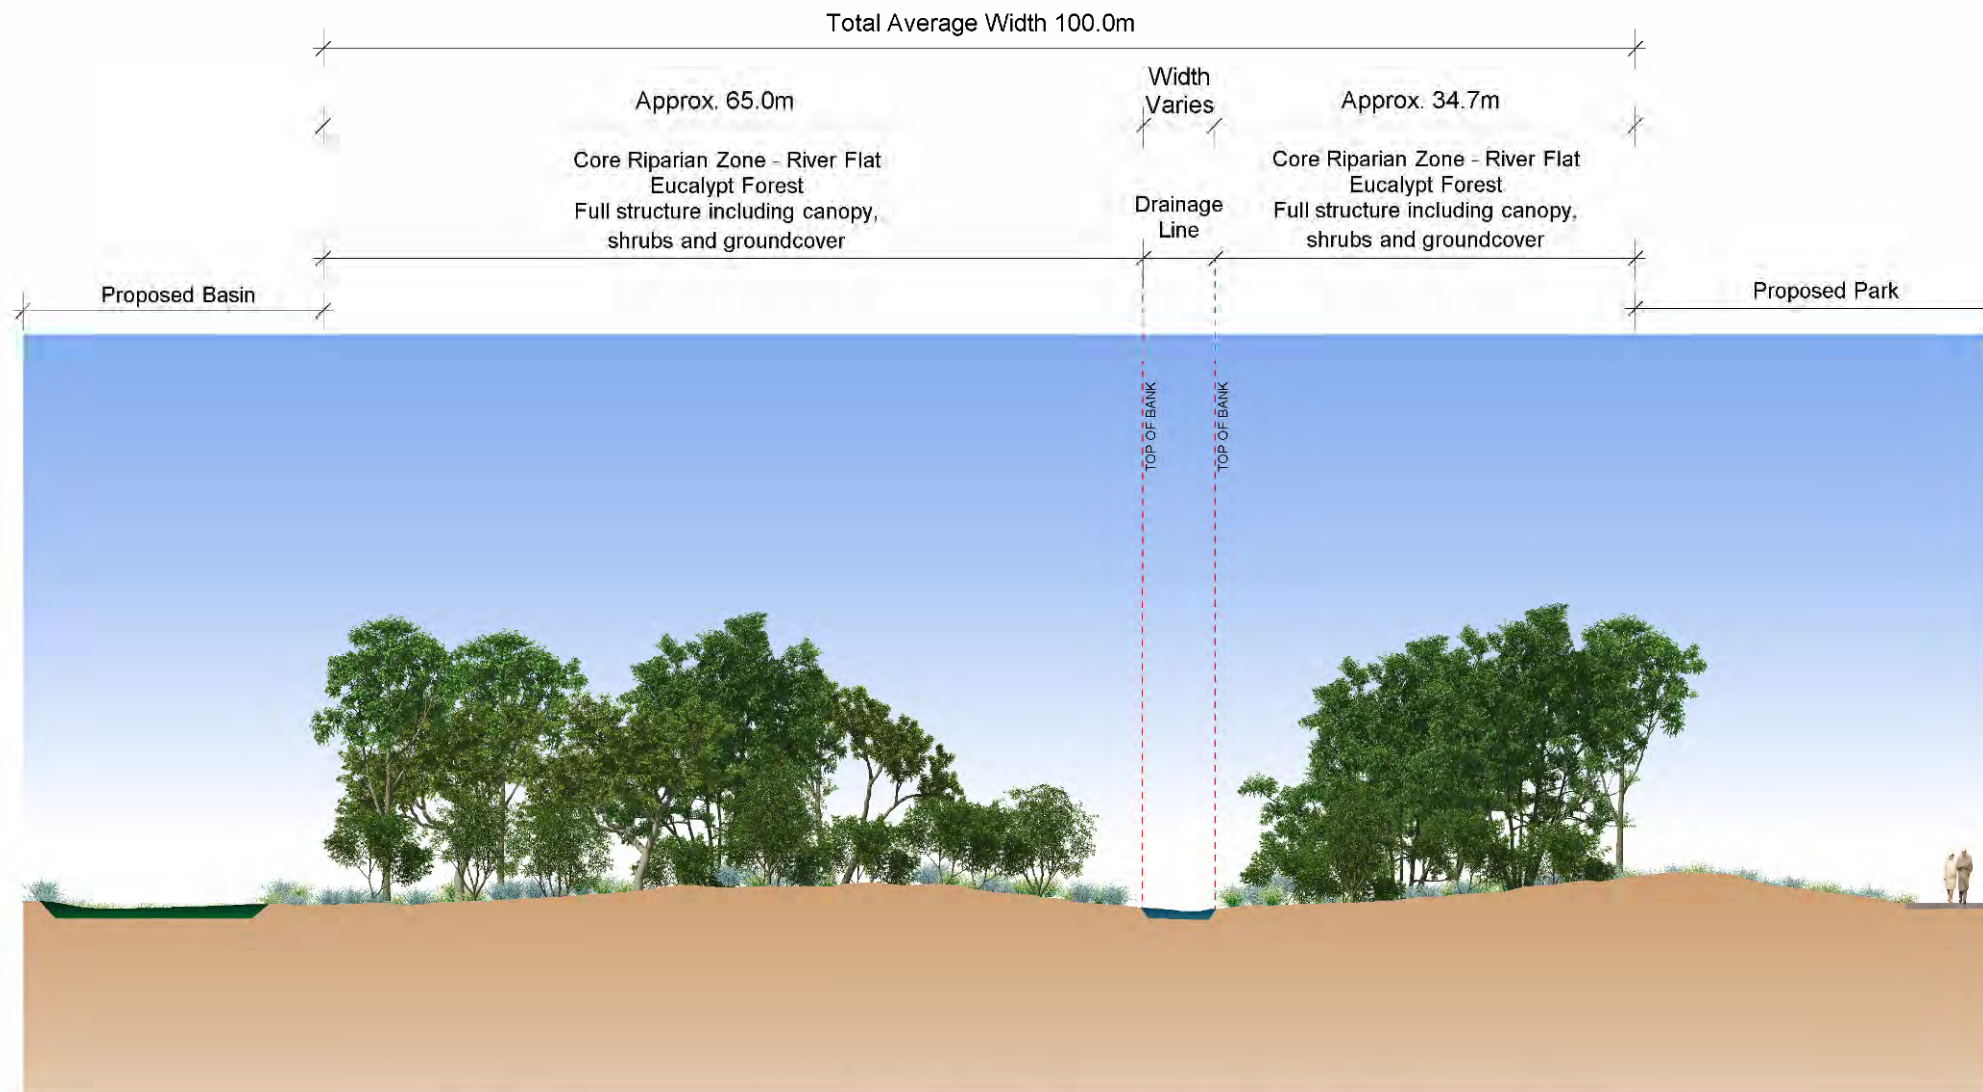 Total Average Width 100.0m
Approx. 65.0m
Width
Varies
Approx. 34.7m
Core Riparian Zone - River Flat
Eucalypt Forest
Full structure including canopy,
shrubs and groundcover
Drainage
Line
Core Riparian Zone - River Flat
Eucalypt Forest
Full structure including canopy,
shrubs and groundcover
Proposed Basin
Proposed Park
TOP OF BANK
TOP OF BANK